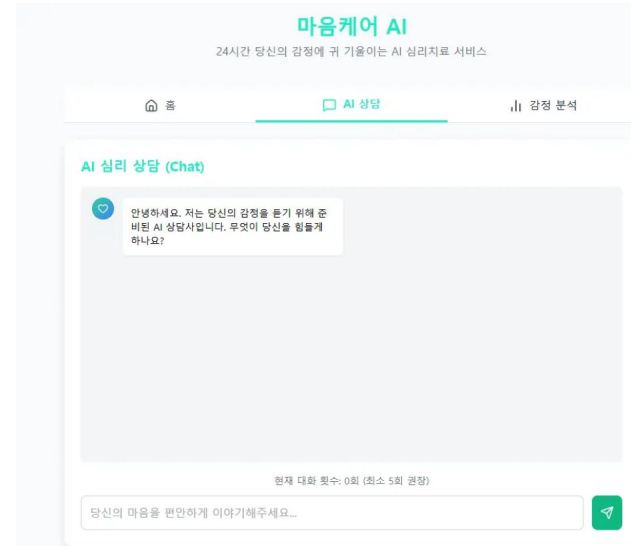 마음케어 AI
24시간 당신의 감정에 귀 기울이는 AI 심리치료 서비스
홈
AI 상담
감정 분석
AI 심리 상담 (Chat)
안녕하세요. 저는 당신의 감정을 듣기 위해 준
비된 AI 상담사입니다. 무엇이 당신을 힘들게
하나요?
현재 대화 횟수: 0회 (최소 5회 권장)
당신의 마음을 편안하게 이야기해주세요...